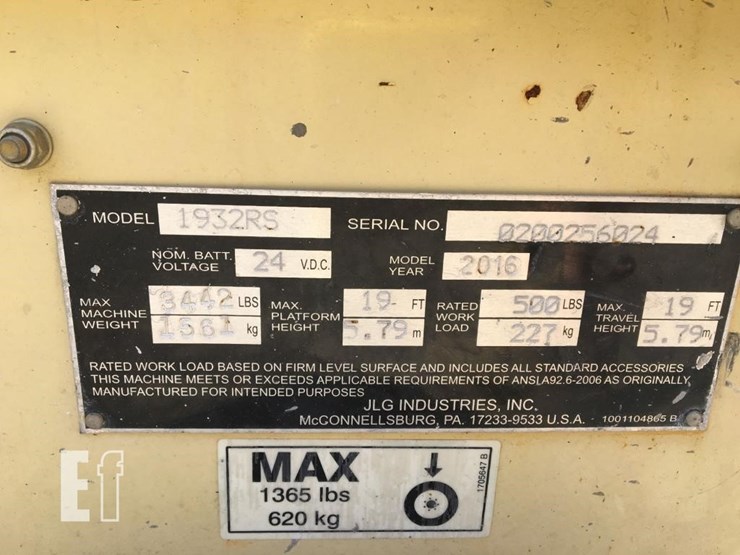 MODEL 1932RS SERIAL NO. 0200256024
NOM. BATT. VOLTAGE 24 V.D.C. MODEL YEAR 2016
MAX MACHINE WEIGHT 3442 LBS 1561 kg MAX. PLATFORM HEIGHT 19 FT 5.79 m RATED WORK LOAD 500 LBS 227 kg MAX. TRAVEL HEIGHT 19 FT 5.79 m
RATED WORK LOAD BASED ON FIRM LEVEL SURFACE AND INCLUDES ALL STANDARD ACCESSORIES
THIS MACHINE MEETS OR EXCEEDS APPLICABLE REQUIREMENTS OF ANSI,A92.6-2006 AS ORIGINALLY
MANUFACTURED FOR INTENDED PURPOSES
JLG INDUSTRIES, INC.
McCONNELLSBURG, PA. 17233-9533 U.S.A. 1001104865 B
MAX
1365 lbs
620 kg
1705647 B
Ef